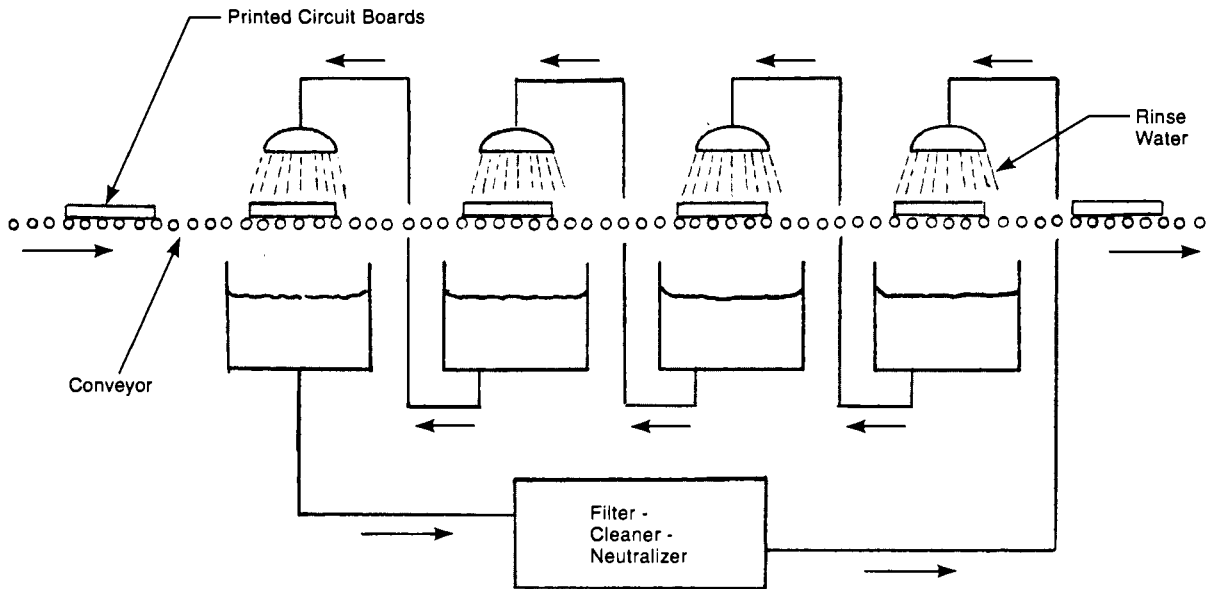 Printed Circuit Boards
Rinse
Water
Conveyor
Filter -
Cleaner -
Neutralizer